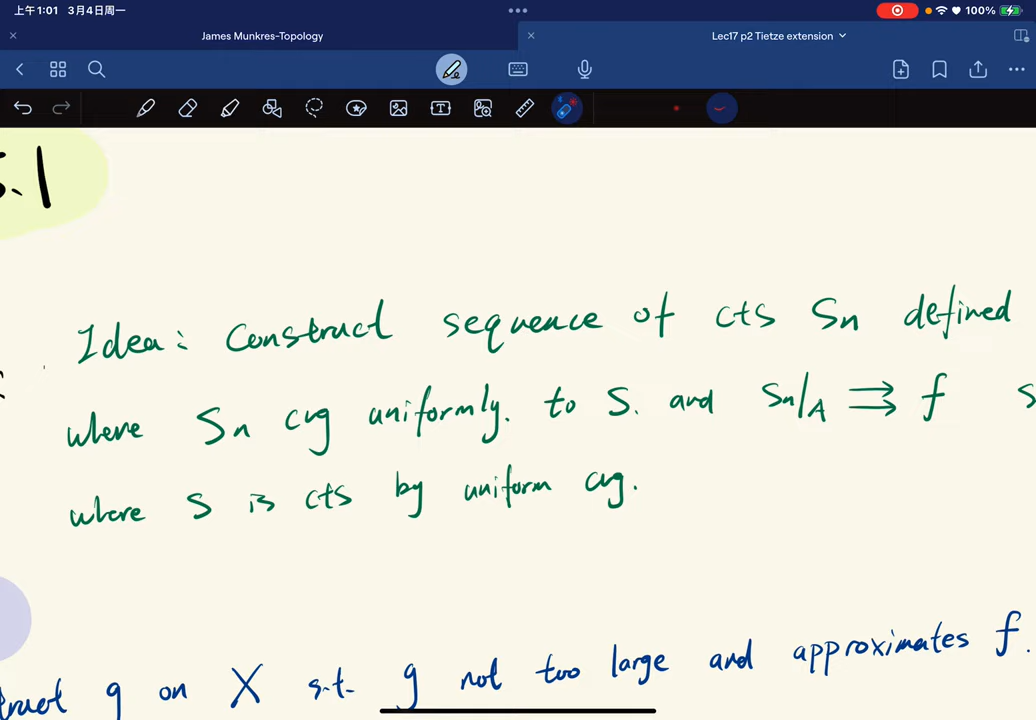 上午1:01 3月4日周一
100%
James Munkres-Topology
Lec17 p2 Tietze extension
.1
Idea: Construct sequence of cts Sn defined
where Sn cvg uniformly. to S. and Sn|A ⇉ f s
where s is cts by uniform cvg.
truct g on X s.t. g not too large and approximates f.